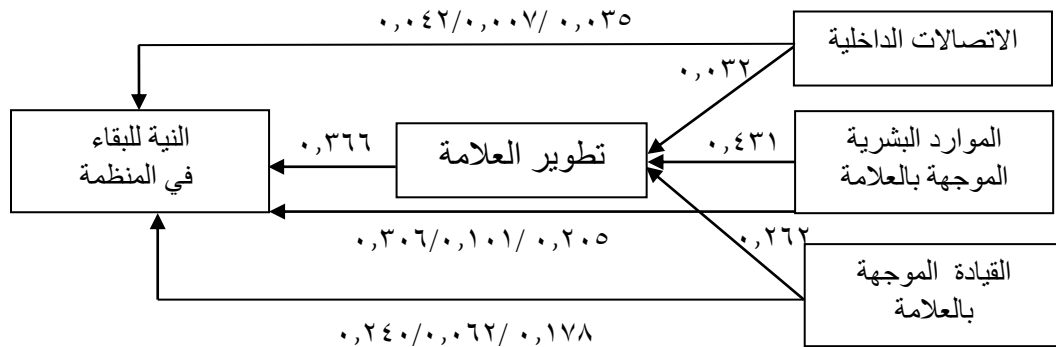 ٠,٠٤٢/٠,٠٠٧/ ٠,٠٣٥
الاتصالات الداخلية
٠,٠٣٢
النية للبقاء
في المنظمة
٠,٣٦٦
تطوير العلامة
٠,٤٣١
الموارد البشرية
الموجهة بالعلامة
٠,٣٠٦/٠,١٠١/ ٠,٢٠٥
٠,٢٦٢
القيادة الموجهة
بالعلامة
٠,٢٤٠/٠,٠٦٢/ ٠,١٧٨